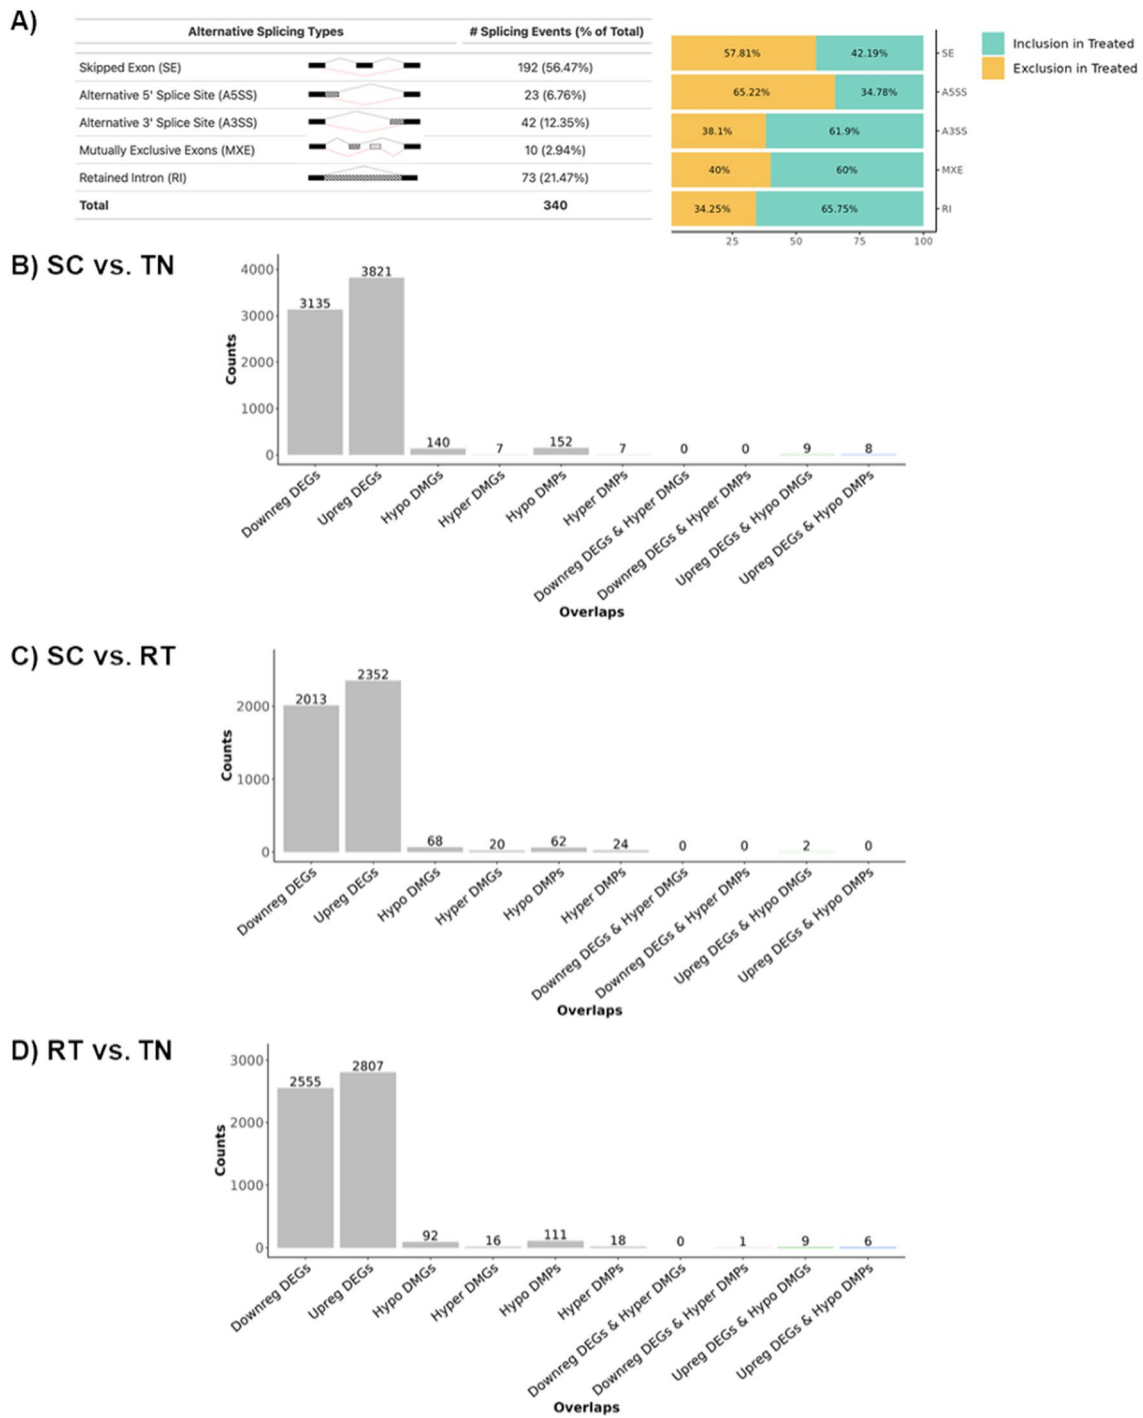 A)
Alternative Splicing Types # Splicing Events (% of Total)
Skipped Exon (SE) 192 (56.47%)
Alternative 5' Splice Site (A5SS) 23 (6.76%)
Alternative 3' Splice Site (A3SS) 42 (12.35%)
Mutually Exclusive Exons (MXE) 10 (2.94%)
Retained Intron (RI) 73 (21.47%)
Total 340
57.81% 42.19% SE
65.22% 34.78% A5SS
38.1% 61.9% A3SS
40% 60% MXE
34.25% 65.75% RI
25 50 75 100
Inclusion in Treated
Exclusion in Treated
B) SC vs. TN
Counts
4000
3000
2000
1000
0
3135 3821 140 7 152 7 0 0 9 8
Downreg DEGs
Upreg DEGs
Hypo DMGs
Hyper DMGs
Hypo DMPs
Hyper DMPs
Downreg DEGs & Hyper DMGs
Downreg DEGs & Hyper DMPs
Upreg DEGs & Hypo DMGs
Upreg DEGs & Hypo DMPs
Overlaps
C) SC vs. RT
Counts
2000
1000
0
2013 2352 68 20 62 24 0 0 2 0
Downreg DEGs
Upreg DEGs
Hypo DMGs
Hyper DMGs
Hypo DMPs
Hyper DMPs
Downreg DEGs & Hyper DMGs
Downreg DEGs & Hyper DMPs
Upreg DEGs & Hypo DMGs
Upreg DEGs & Hypo DMPs
Overlaps
D) RT vs. TN
Counts
3000
2000
1000
0
2555 2807 92 16 111 18 0 1 9 6
Downreg DEGs
Upreg DEGs
Hypo DMGs
Hyper DMGs
Hypo DMPs
Hyper DMPs
Downreg DEGs & Hyper DMGs
Downreg DEGs & Hyper DMPs
Upreg DEGs & Hypo DMGs
Upreg DEGs & Hypo DMPs
Overlaps